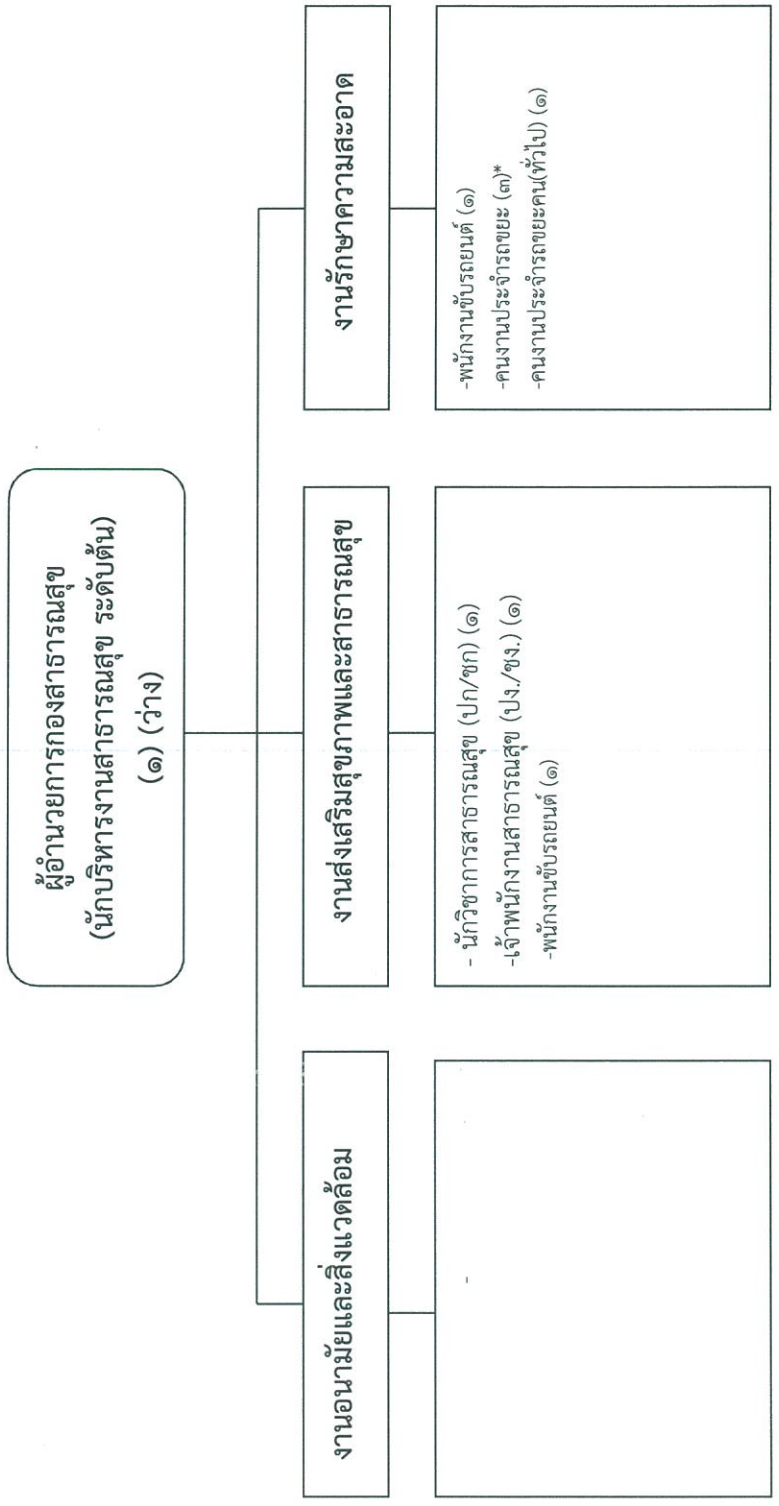 ผู้อำนวยการกองสาธารณสุข
(นักบริหารงานสาธารณสุข ระดับต้น)
(๑) (ว่าง)
งานอนามัยและสิ่งแวดล้อม
-
งานส่งเสริมสุขภาพและสาธารณสุข
- นักวิชาการสาธารณสุข (ปก/ชก) (๑)
-เจ้าพนักงานสาธารณสุข (ปง./ชง.) (๑)
-พนักงานขับรถยนต์ (๑)
งานรักษาความสะอาด
-พนักงานขับรถยนต์ (๑)
-คนงานประจำรถขยะ (๓)*
-คนงานประจำรถขยะคน(ทั่วไป) (๑)